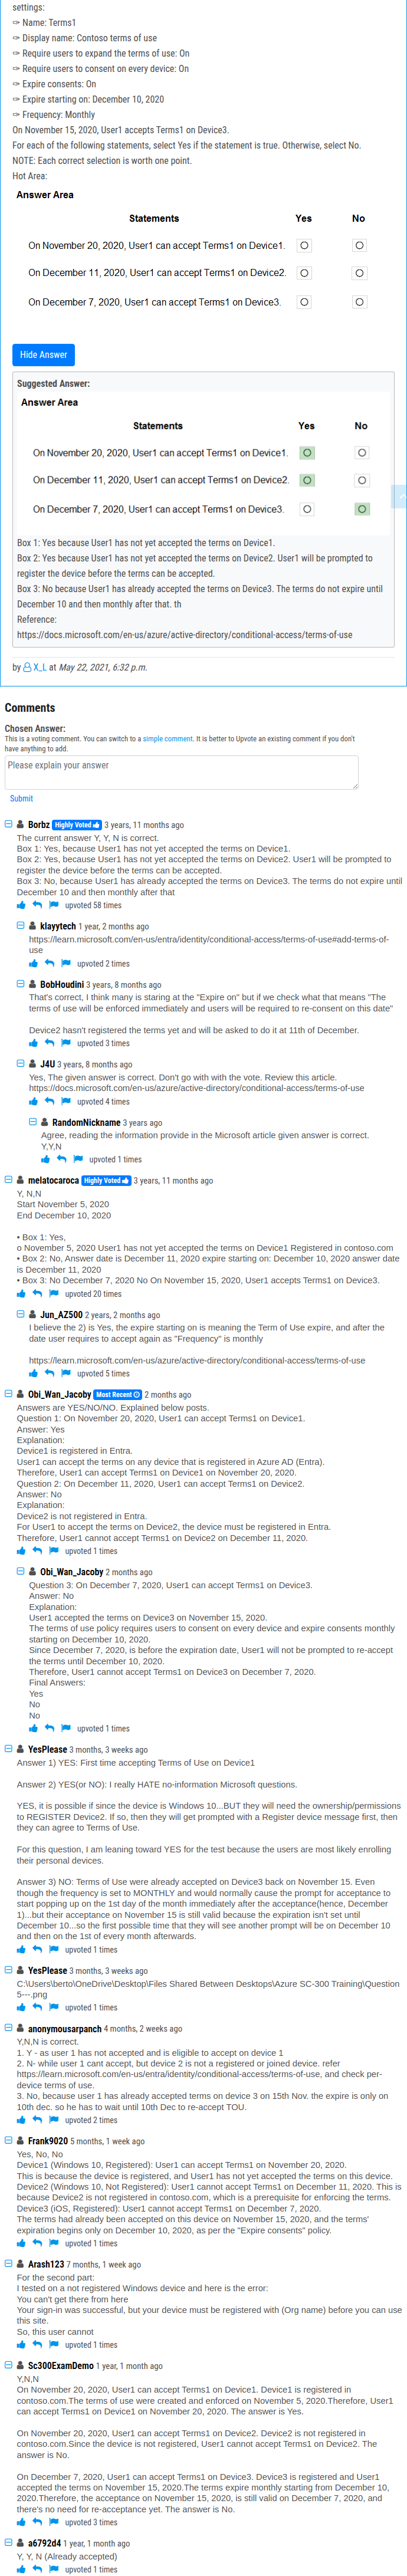 settings:
✑ Name: Terms1
✑ Display name: Contoso terms of use
✑ Require users to expand the terms of use: On
✑ Require users to consent on every device: On
✑ Expire consents: On
✑ Expire starting on: December 10, 2020
✑ Frequency: Monthly
On November 15, 2020, User1 accepts Terms1 on Device3.
For each of the following statements, select Yes if the statement is true. Otherwise, select No.
NOTE: Each correct selection is worth one point.
Hot Area:
Answer Area
Statements Yes No
On November 20, 2020, User1 can accept Terms1 on Device1.
On December 11, 2020, User1 can accept Terms1 on Device2.
On December 7, 2020, User1 can accept Terms1 on Device3.
Hide Answer
Suggested Answer:
Answer Area
Statements Yes No
On November 20, 2020, User1 can accept Terms1 on Device1.
On December 11, 2020, User1 can accept Terms1 on Device2.
On December 7, 2020, User1 can accept Terms1 on Device3.
Box 1: Yes because User1 has not yet accepted the terms on Device1.
Box 2: Yes because User1 has not yet accepted the terms on Device2. User1 will be prompted to
register the device before the terms can be accepted.
Box 3: No because User1 has already accepted the terms on Device3. The terms do not expire until
December 10 and then monthly after that. th
Reference:
https://docs.microsoft.com/en-us/azure/active-directory/conditional-access/terms-of-use
by X_L at May 22, 2021, 6:32 p.m.
Comments
Chosen Answer:
This is a voting comment. You can switch to a simple comment. It is better to Upvote an existing comment if you don't
have anything to add.
Please explain your answer
Submit
Borbz Highly Voted 3 years, 11 months ago
The current answer Y, Y, N is correct.
Box 1: Yes, because User1 has not yet accepted the terms on Device1.
Box 2: Yes, because User1 has not yet accepted the terms on Device2. User1 will be prompted to
register the device before the terms can be accepted.
Box 3: No, because User1 has already accepted the terms on Device3. The terms do not expire until
December 10 and then monthly after that
upvoted 58 times
klayytech 1 year, 2 months ago
https://learn.microsoft.com/en-us/entra/identity/conditional-access/terms-of-use#add-terms-of-
use
upvoted 2 times
BobHoudini 3 years, 8 months ago
That's correct, I think many is staring at the "Expire on" but if we check what that means "The
terms of use will be enforced immediately and users will be required to re-consent on this date"
Device2 hasn't registered the terms yet and will be asked to do it at 11th of December.
upvoted 3 times
J4U 3 years, 8 months ago
Yes, The given answer is correct. Don't go with with the vote. Review this article.
https://docs.microsoft.com/en-us/azure/active-directory/conditional-access/terms-of-use
upvoted 4 times
RandomNickname 3 years ago
Agree, reading the information provide in the Microsoft article given answer is correct.
Y,Y,N
upvoted 1 times
melatocaroca Highly Voted 3 years, 11 months ago
Y, N,N
Start November 5, 2020
End December 10, 2020
• Box 1: Yes,
o November 5, 2020 User1 has not yet accepted the terms on Device1 Registered in contoso.com
• Box 2: No, Answer date is December 11, 2020 expire starting on: December 10, 2020 answer date
is December 11, 2020
• Box 3: No December 7, 2020 No On November 15, 2020, User1 accepts Terms1 on Device3.
upvoted 20 times
Jun_AZ500 2 years, 2 months ago
I believe the 2) is Yes, the expire starting on is meaning the Term of Use expire, and after the
date user requires to accept again as "Frequency" is monthly
https://learn.microsoft.com/en-us/azure/active-directory/conditional-access/terms-of-use
upvoted 5 times
Obi_Wan_Jacoby Most Recent 2 months ago
Answers are YES/NO/NO. Explained below posts.
Question 1: On November 20, 2020, User1 can accept Terms1 on Device1.
Answer: Yes
Explanation:
Device1 is registered in Entra.
User1 can accept the terms on any device that is registered in Azure AD (Entra).
Therefore, User1 can accept Terms1 on Device1 on November 20, 2020.
Question 2: On December 11, 2020, User1 can accept Terms1 on Device2.
Answer: No
Explanation:
Device2 is not registered in Entra.
For User1 to accept the terms on Device2, the device must be registered in Entra.
Therefore, User1 cannot accept Terms1 on Device2 on December 11, 2020.
upvoted 1 times
Obi_Wan_Jacoby 2 months ago
Question 3: On December 7, 2020, User1 can accept Terms1 on Device3.
Answer: No
Explanation:
User1 accepted the terms on Device3 on November 15, 2020.
The terms of use policy requires users to consent on every device and expire consents monthly
starting on December 10, 2020.
Since December 7, 2020, is before the expiration date, User1 will not be prompted to re-accept
the terms until December 10, 2020.
Therefore, User1 cannot accept Terms1 on Device3 on December 7, 2020.
Final Answers:
Yes
No
No
upvoted 1 times
YesPlease 3 months, 3 weeks ago
Answer 1) YES: First time accepting Terms of Use on Device1
Answer 2) YES(or NO): I really HATE no-information Microsoft questions.
YES, it is possible if since the device is Windows 10...BUT they will need the ownership/permissions
to REGISTER Device2. If so, then they will get prompted with a Register device message first, then
they can agree to Terms of Use.
For this question, I am leaning toward YES for the test because the users are most likely enrolling
their personal devices.
Answer 3) NO: Terms of Use were already accepted on Device3 back on November 15. Even
though the frequency is set to MONTHLY and would normally cause the prompt for acceptance to
start popping up on the 1st day of the month immediately after the acceptance(hence, December
1)...but their acceptance on November 15 is still valid because the expiration isn't set until
December 10...so the first possible time that they will see another prompt will be on December 10
and then on the 1st of every month afterwards.
upvoted 1 times
YesPlease 3 months, 3 weeks ago
C:\Users\berto\OneDrive\Desktop\Files Shared Between Desktops\Azure SC-300 Training\Question
5---.png
upvoted 1 times
anonymousarpanch 4 months, 2 weeks ago
Y,N,N is correct.
1. Y - as user 1 has not accepted and is eligible to accept on device 1
2. N- while user 1 cant accept, but device 2 is not a registered or joined device. refer
https://learn.microsoft.com/en-us/entra/identity/conditional-access/terms-of-use, and check per-
device terms of use.
3. No, because user 1 has already accepted terms on device 3 on 15th Nov. the expire is only on
10th dec. so he has to wait until 10th Dec to re-accept TOU.
upvoted 2 times
Frank9020 5 months, 1 week ago
Yes, No, No
Device1 (Windows 10, Registered): User1 can accept Terms1 on November 20, 2020.
This is because the device is registered, and User1 has not yet accepted the terms on this device.
Device2 (Windows 10, Not Registered): User1 cannot accept Terms1 on December 11, 2020. This is
because Device2 is not registered in contoso.com, which is a prerequisite for enforcing the terms.
Device3 (iOS, Registered): User1 cannot accept Terms1 on December 7, 2020.
The terms had already been accepted on this device on November 15, 2020, and the terms'
expiration begins only on December 10, 2020, as per the "Expire consents" policy.
upvoted 1 times
Arash123 7 months, 1 week ago
For the second part:
I tested on a not registered Windows device and here is the error:
You can't get there from here
Your sign-in was successful, but your device must be registered with (Org name) before you can use
this site.
So, this user cannot
upvoted 1 times
Sc300ExamDemo 1 year, 1 month ago
Y,N,N
On November 20, 2020, User1 can accept Terms1 on Device1. Device1 is registered in
contoso.com.The terms of use were created and enforced on November 5, 2020.Therefore, User1
can accept Terms1 on Device1 on November 20, 2020. The answer is Yes.
On November 20, 2020, User1 can accept Terms1 on Device2. Device2 is not registered in
contoso.com.Since the device is not registered, User1 cannot accept Terms1 on Device2. The
answer is No.
On December 7, 2020, User1 can accept Terms1 on Device3. Device3 is registered and User1
accepted the terms on November 15, 2020.The terms expire monthly starting from December 10,
2020.Therefore, the acceptance on November 15, 2020, is still valid on December 7, 2020, and
there's no need for re-acceptance yet. The answer is No.
upvoted 3 times
a6792d4 1 year, 1 month ago
Y, Y, N (Already accepted)
upvoted 1 times